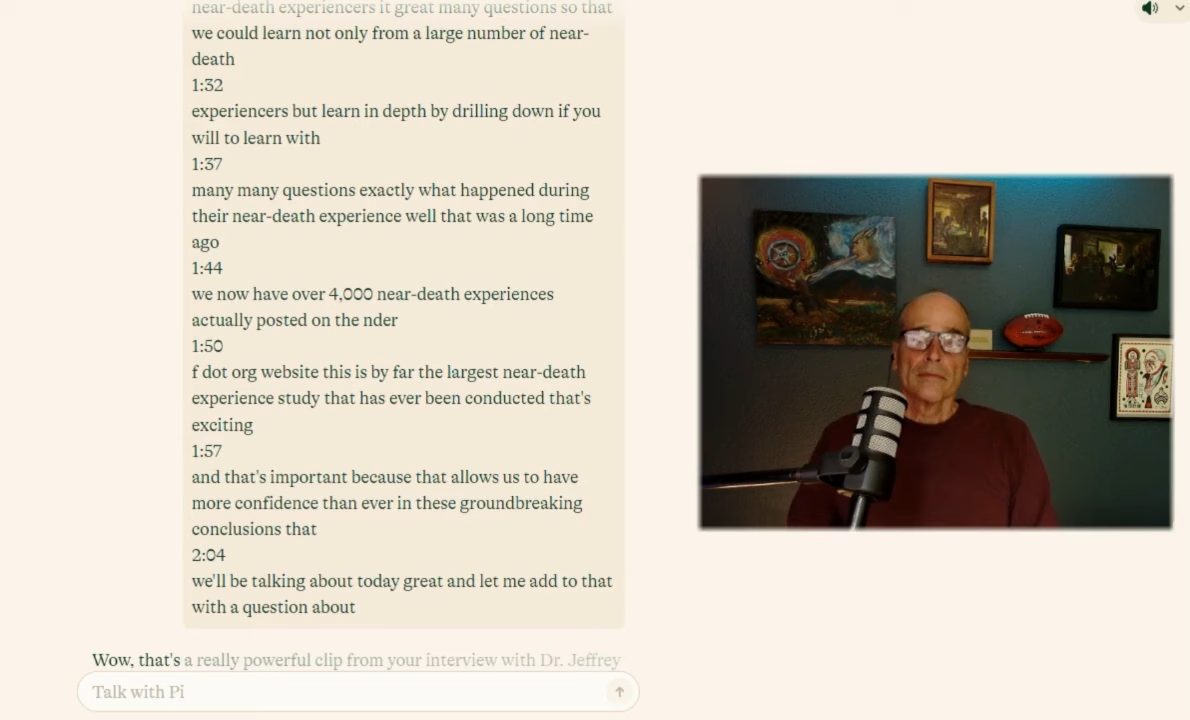 near-death experiencers it great many questions so that
we could learn not only from a large number of near-
death
1:32
experiencers but learn in depth by drilling down if you
will to learn with
1:37
many many questions exactly what happened during
their near-death experience well that was a long time
ago
1:44
we now have over 4,000 near-death experiences
actually posted on the nder
1:50
f dot org website this is by far the largest near-death
experience study that has ever been conducted that's
exciting
1:57
and that's important because that allows us to have
more confidence than ever in these groundbreaking
conclusions that
2:04
we'll be talking about today great and let me add to that
with a question about
Wow, that's a really powerful clip from your interview with Dr. Jeffrey
Talk with Pi